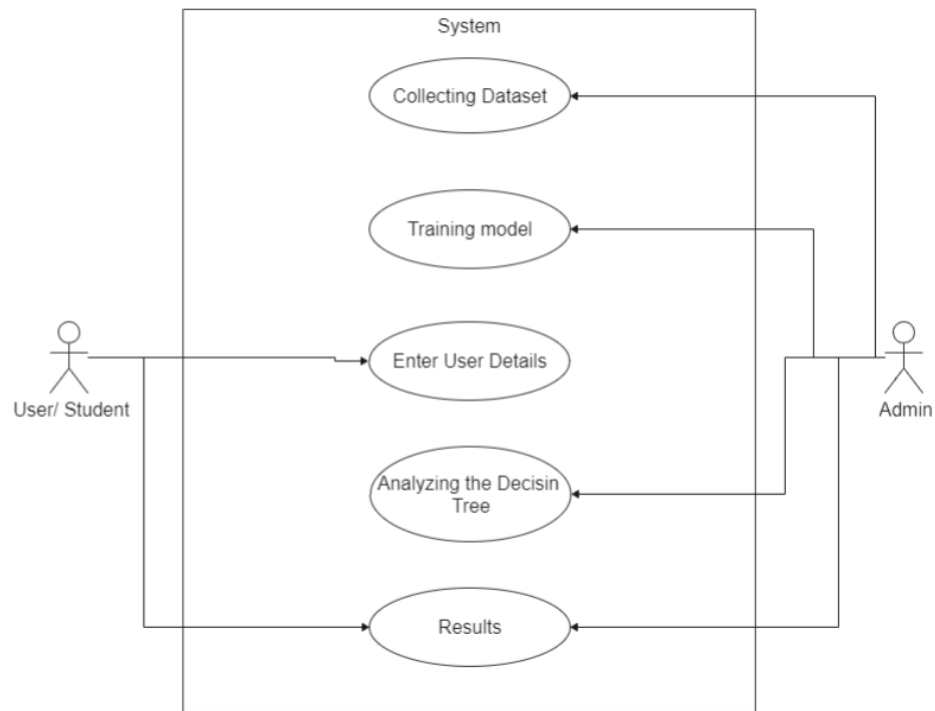 System
Collecting Dataset
Training model
Enter User Details
User/ Student
Admin
Analyzing the Decisin
Tree
Results